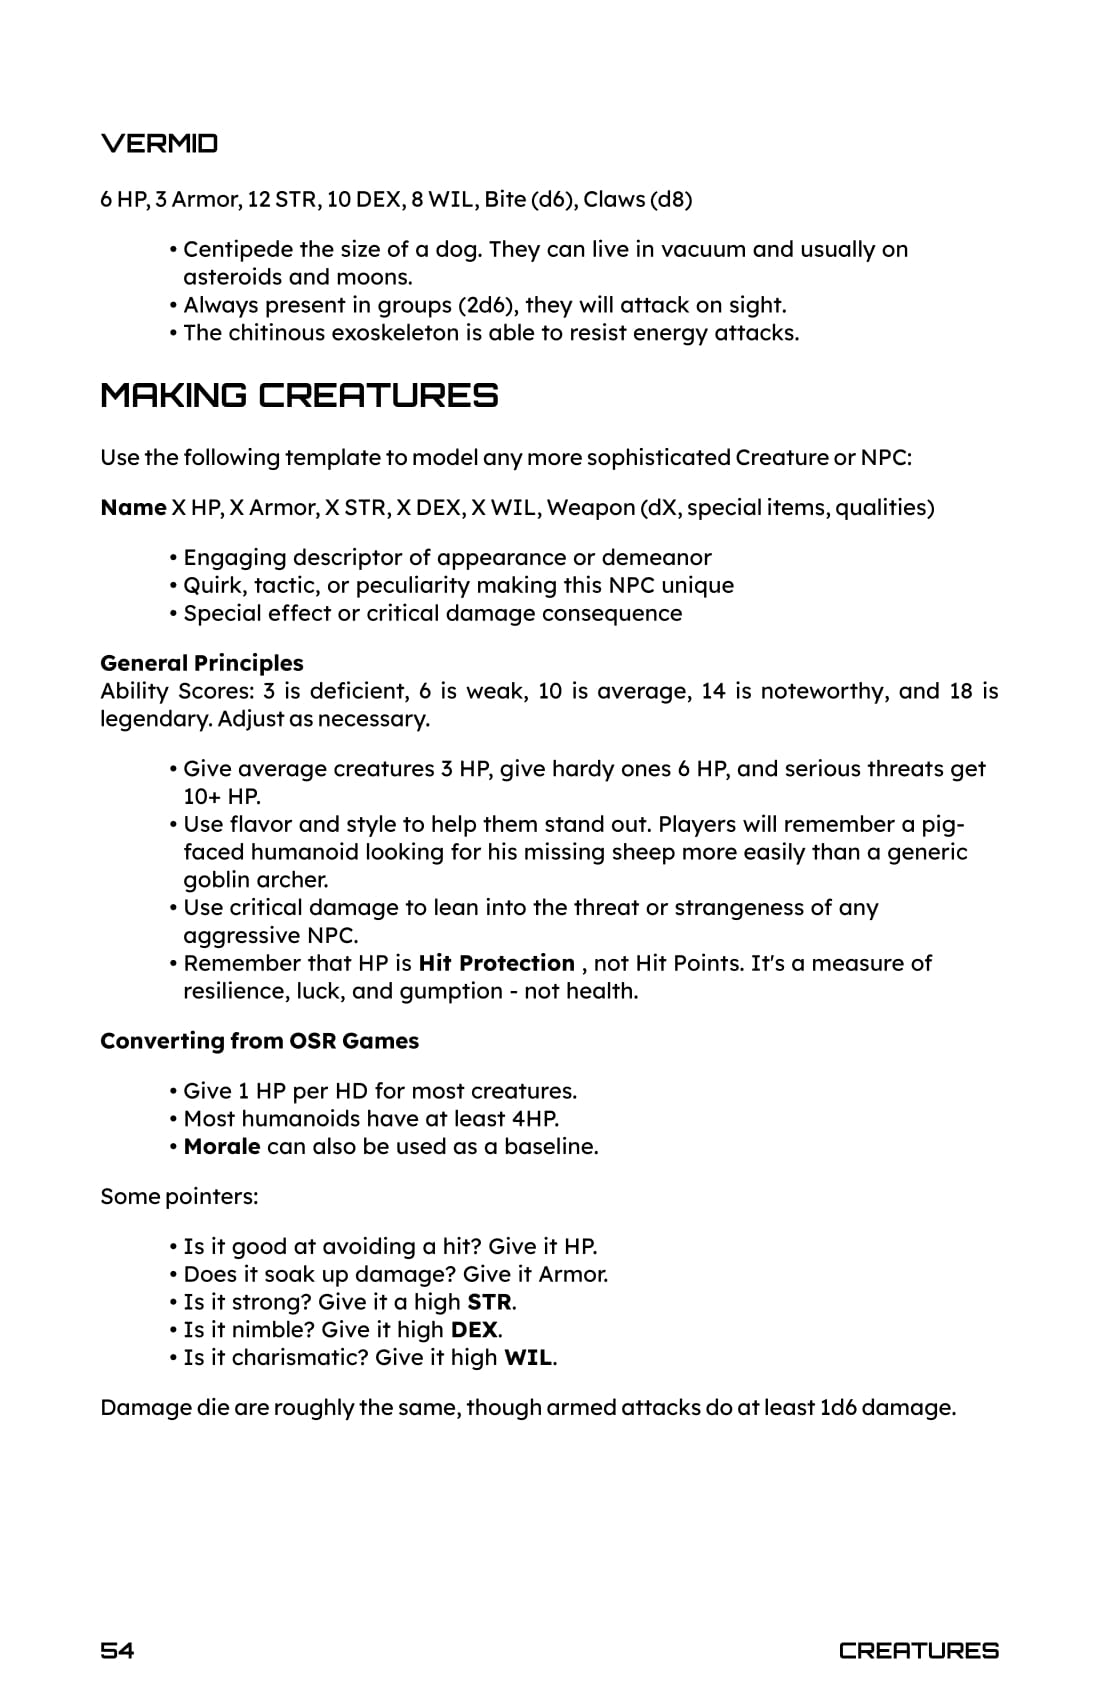 VERMID
6 HP, 3 Armor, 12 STR, 10 DEX, 8 WIL, Bite (d6), Claws (d8)
• Centipede the size of a dog. They can live in vacuum and usually on
asteroids and moons.
• Always present in groups (2d6), they will attack on sight.
• The chitinous exoskeleton is able to resist energy attacks.
MAKING CREATURES
Use the following template to model any more sophisticated Creature or NPC:
Name X HP, X Armor, X STR, X DEX, X WIL, Weapon (dX, special items, qualities)
• Engaging descriptor of appearance or demeanor
• Quirk, tactic, or peculiarity making this NPC unique
• Special effect or critical damage consequence
General Principles
Ability Scores: 3 is deficient, 6 is weak, 10 is average, 14 is noteworthy, and 18 is
legendary. Adjust as necessary.
• Give average creatures 3 HP, give hardy ones 6 HP, and serious threats get
10+ HP.
• Use flavor and style to help them stand out. Players will remember a pig-
faced humanoid looking for his missing sheep more easily than a generic
goblin archer.
• Use critical damage to lean into the threat or strangeness of any
aggressive NPC.
• Remember that HP is Hit Protection , not Hit Points. It's a measure of
resilience, luck, and gumption - not health.
Converting from OSR Games
• Give 1 HP per HD for most creatures.
• Most humanoids have at least 4HP.
• Morale can also be used as a baseline.
Some pointers:
• Is it good at avoiding a hit? Give it HP.
• Does it soak up damage? Give it Armor.
• Is it strong? Give it a high STR.
• Is it nimble? Give it high DEX.
• Is it charismatic? Give it high WIL.
Damage die are roughly the same, though armed attacks do at least 1d6 damage.
54
CREATURES